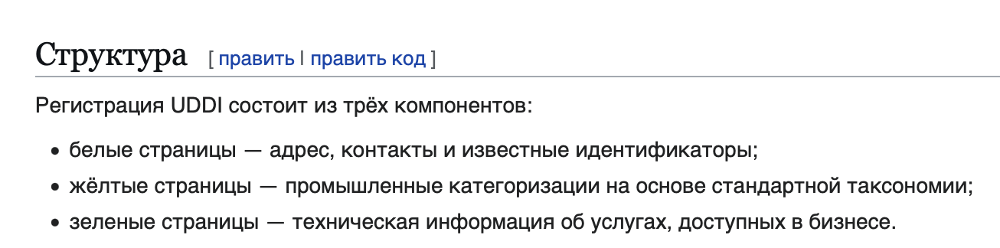 Структура [ править | править код ]
Регистрация UDDI состоит из трёх компонентов:
• белые страницы — адрес, контакты и известные идентификаторы;
• жёлтые страницы — промышленные категоризации на основе стандартной таксономии;
• зеленые страницы — техническая информация об услугах, доступных в бизнесе.